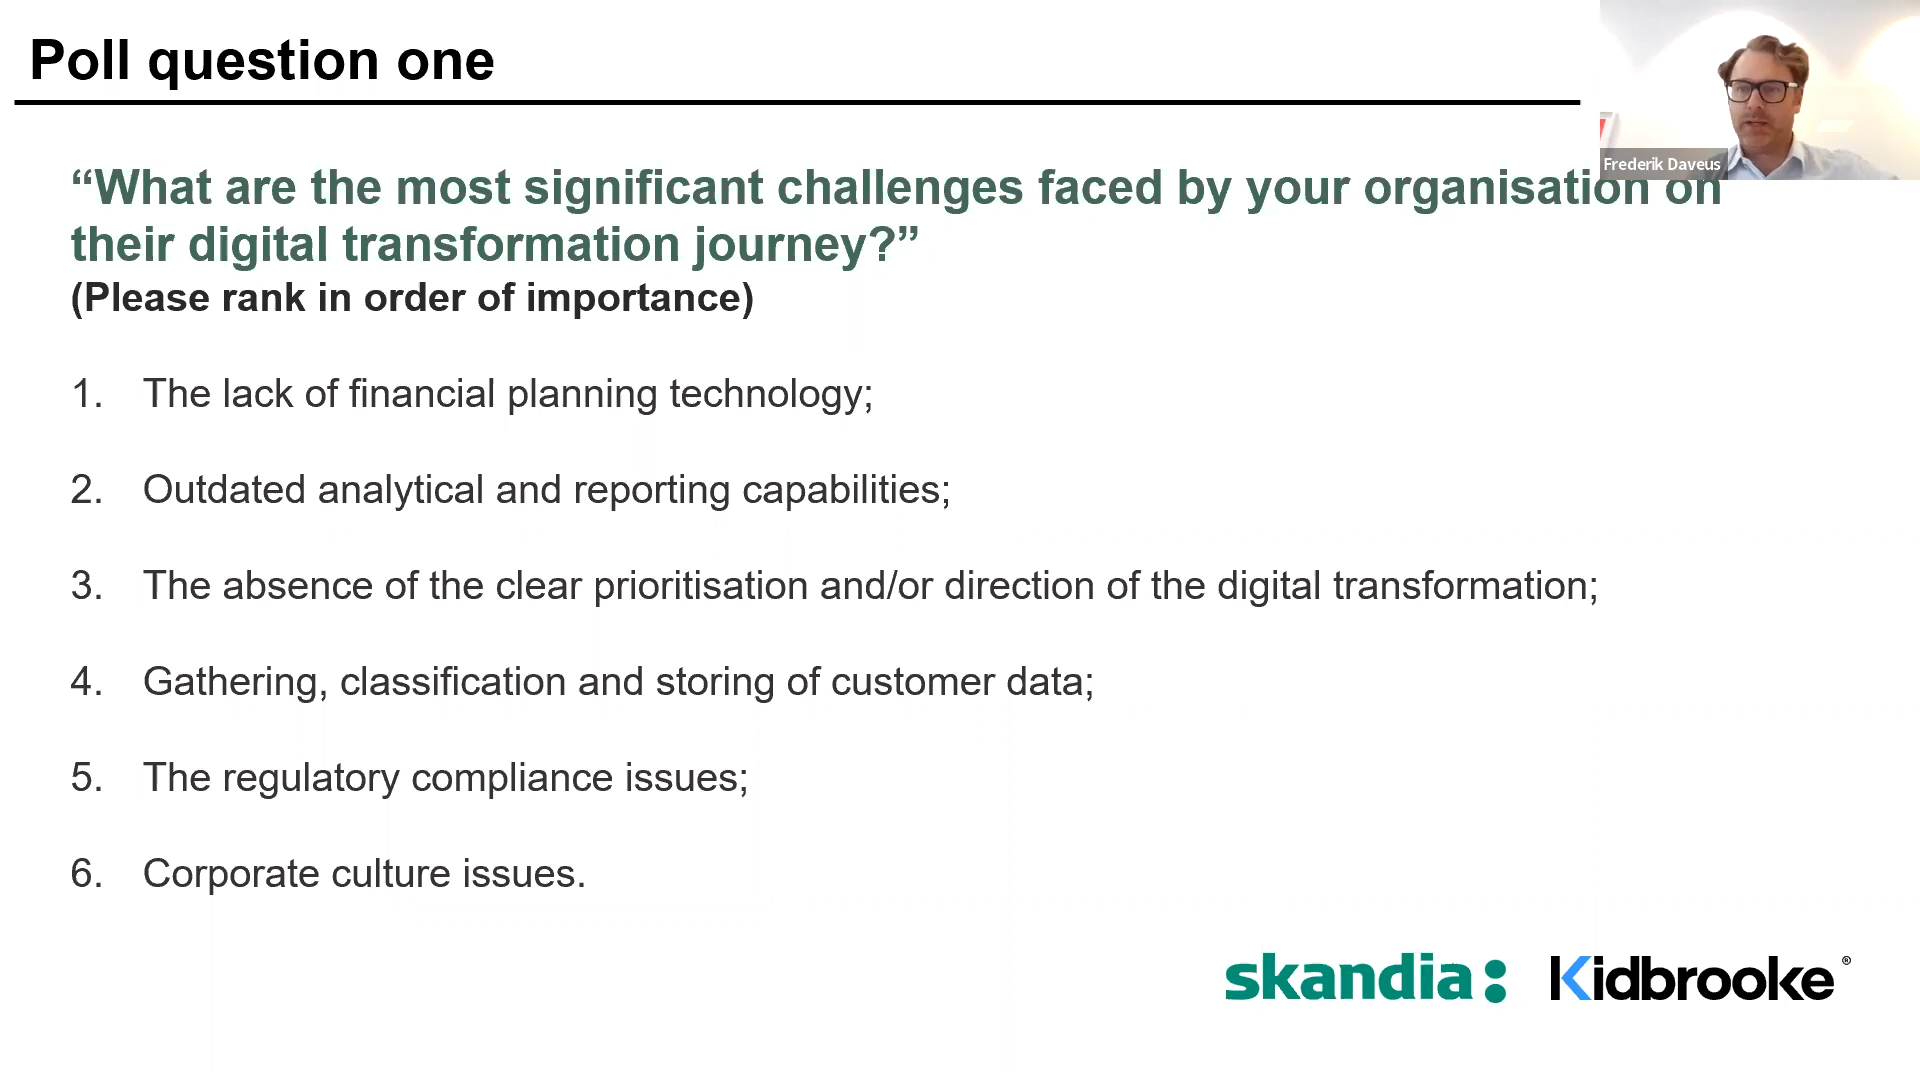 Poll question one
Frederik Daveus
“What are the most significant challenges faced by your organisation on
their digital transformation journey?”
(Please rank in order of importance)
1. The lack of financial planning technology;
2. Outdated analytical and reporting capabilities;
3. The absence of the clear prioritisation and/or direction of the digital transformation;
4. Gathering, classification and storing of customer data;
5. The regulatory compliance issues;
6. Corporate culture issues.
skandia: Kidbrooke®